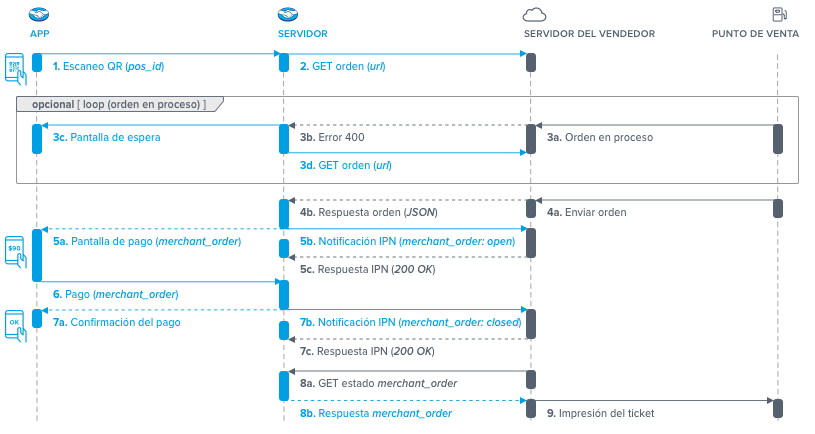 APP
SERVIDOR
SERVIDOR DEL VENDEDOR
PUNTO DE VENTA
1. Escaneo QR (pos_id)
2. GET orden (url)
opcional [ loop (orden en proceso) ]
3c. Pantalla de espera
3b. Error 400
3a. Orden en proceso
3d. GET orden (url)
4b. Respuesta orden (JSON)
4a. Enviar orden
$90
5a. Pantalla de pago (merchant_order)
5b. Notificación IPN (merchant_order: open)
5c. Respuesta IPN (200 OK)
6. Pago (merchant_order)
OK
7a. Confirmación del pago
7b. Notificación IPN (merchant_order: closed)
7c. Respuesta IPN (200 OK)
8a. GET estado merchant_order
8b. Respuesta merchant_order
9. Impresión del ticket